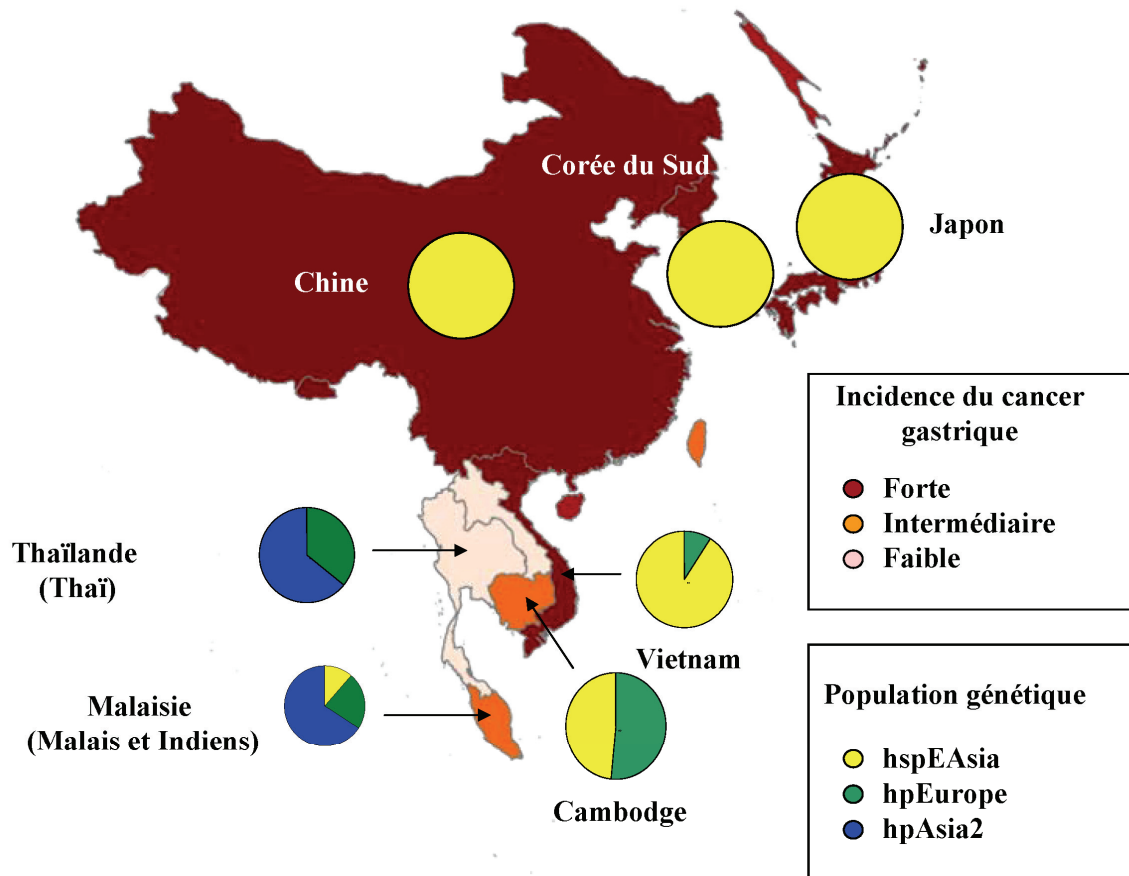 Corée du Sud
Japon
Chine
Incidence du cancer
gastrique
Forte
Intermédiaire
Faible
Thaïlande
(Thaï)
Vietnam
Malaisie
(Malais et Indiens)
Cambodge
Population génétique
hspEAsia
hpEurope
hpAsia2